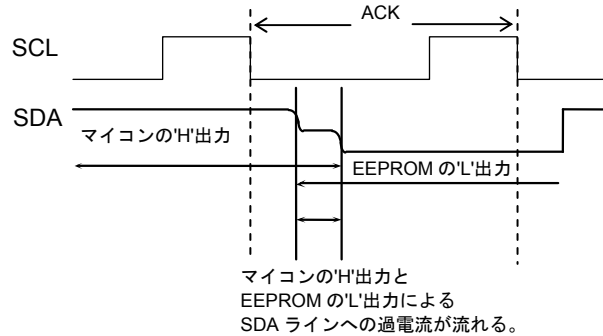 ACK
SCL
SDA
マイコンの'H'出力
EEPROM の'L'出力
マイコンの'H'出力と
EEPROM の'L'出力による
SDA ラインへの過電流が流れる。